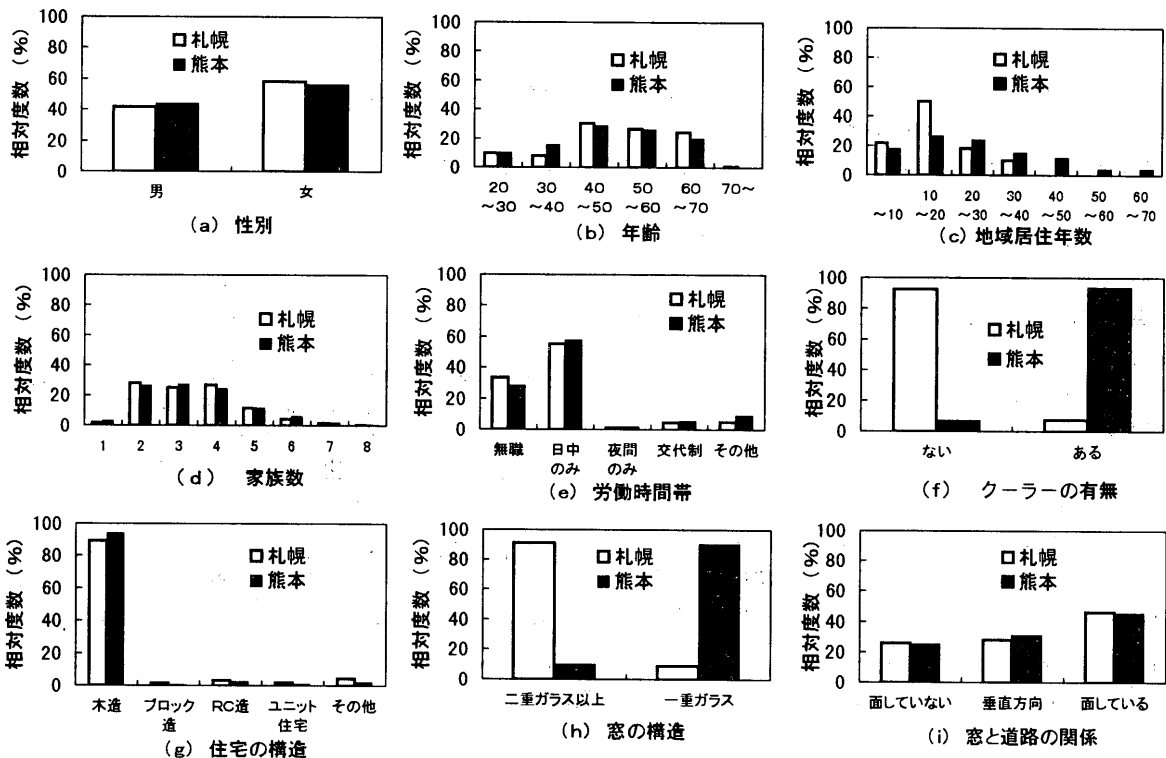 相対度数 (%)
100
80
60
40
20
0
札幌
熊本
男
女
(a) 性別
相対度数 (%)
100
80
60
40
20
0
札幌
熊本
20 30 40 50 60 70~
~30 ~40 ~50 ~60 ~70
(b) 年齢
相対度数 (%)
100
80
60
40
20
0
札幌
熊本
10 20 30 40 50 60
~10 ~20 ~30 ~40 ~50 ~60 ~70
(c) 地域居住年数
相対度数 (%)
100
80
60
40
20
0
札幌
熊本
1 2 3 4 5 6 7 8
(d) 家族数
相対度数 (%)
100
80
60
40
20
0
札幌
熊本
無職 日中 夜間 交代制 その他
のみ のみ
(e) 労働時間帯
相対度数 (%)
100
80
60
40
20
0
札幌
熊本
ない
ある
(f) クーラーの有無
相対度数 (%)
100
80
60
40
20
0
札幌
熊本
木造 ブロック RC造 ユニット その他
造 住宅
(g) 住宅の構造
相対度数 (%)
100
80
60
40
20
0
札幌
熊本
二重ガラス以上
一重ガラス
(h) 窓の構造
相対度数 (%)
100
80
60
40
20
0
札幌
熊本
面していない 垂直方向 面している
(i) 窓と道路の関係